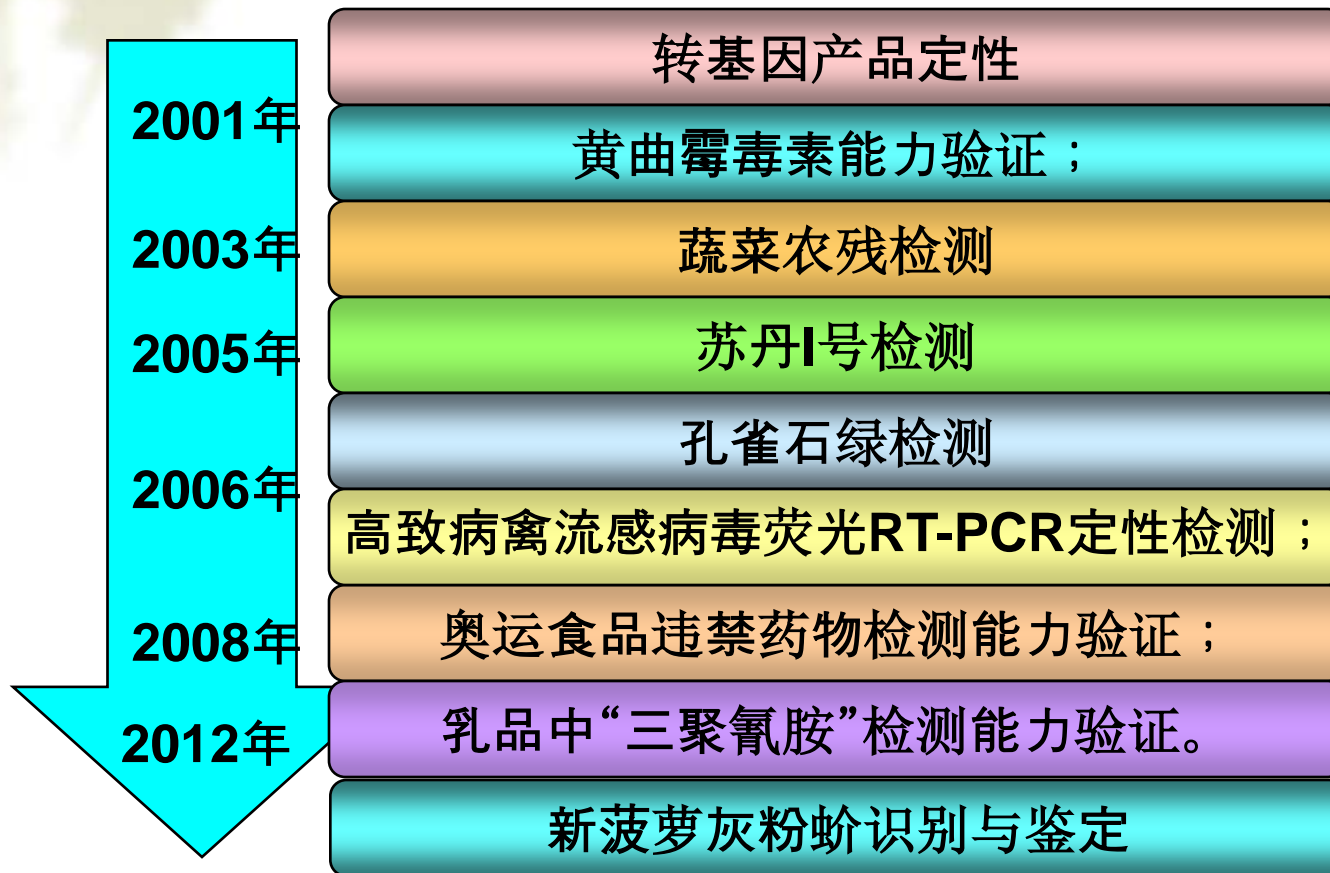 转基因产品定性
2001年
黄曲霉毒素能力验证；
2003年
蔬菜农残检测
2005年
苏丹I号检测
孔雀石绿检测
2006年
高致病禽流感病毒荧光RT-PCR定性检测；
2008年
奥运食品违禁药物检测能力验证；
2012年
乳品中“三聚氰胺”检测能力验证。
新菠萝灰粉蚧识别与鉴定